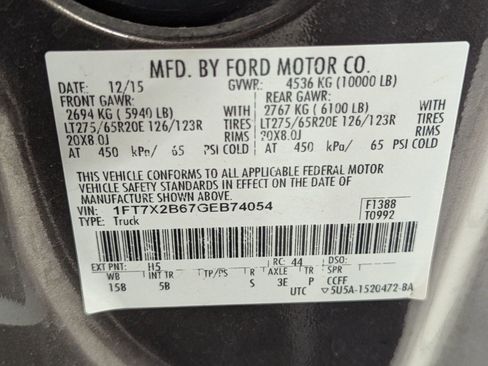 MFD. BY FORD MOTOR CO.
DATE: 12/15 GVWR: 4536 KG (10000 LB)
FRONT GAWR: REAR GAWR:
2694 KG ( 5940 LB) WITH 2767 KG ( 6100 LB) WITH
LT275/65R20E 126/123R TIRES LT275/65R20E 126/123R TIRES
20X8.0J RIMS 20X8.0J RIMS
AT 450 kPa/ 65 PSI COLD AT 450 kPa/ 65 PSI COLD
THIS VEHICLE CONFORMS TO ALL APPLICABLE FEDERAL MOTOR
VEHICLE SAFETY STANDARDS IN EFFECT ON THE DATE OF
MANUFACTURE SHOWN ABOVE.
VIN: 1FT7X2B67GEB74054 F1388
TYPE: Truck T0992
EXT PNT: H5 RC: 44 DSO:
WB INT TR TP/PS R AXLE TR SPR
158 5B S 3E P CCFF
UTC ▽5U5A-1520472-BA